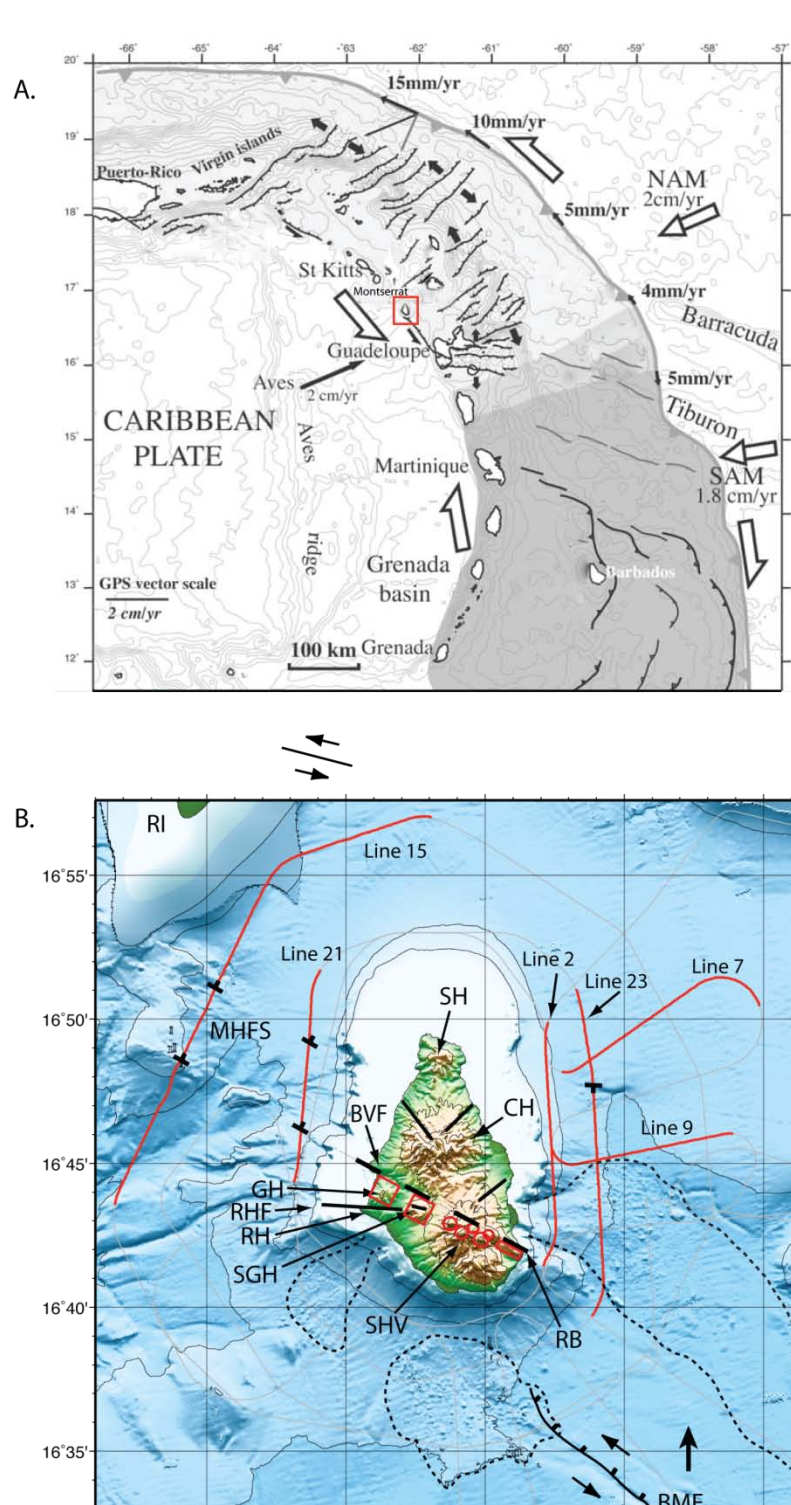 A.
-66° -65° -64° -63° -62° -61° -60° -59° -58° -57°
20°
15mm/yr
19°
10mm/yr
Puerto-Rico
Virgin islands
NAM
2cm/yr
18°
5mm/yr
St Kitts
17°
Montserrat
4mm/yr
Barracuda
Guadeloupe
16°
Aves
2 cm/yr
5mm/yr
Tiburon
CARIBBEAN
PLATE
Aves
ridge
15°
Martinique
SAM
1.8 cm/yr
14°
Grenada
basin
Barbados
13°
GPS vector scale
2 cm/yr
100 km
Grenada
12°
B.
RI
Line 15
16°55'
Line 21
Line 2
Line 23
Line 7
SH
16°50'
MHFS
BVF
CH
Line 9
16°45'
GH
RHF
RH
SGH
16°40'
SHV
RB
16°35'
BMF